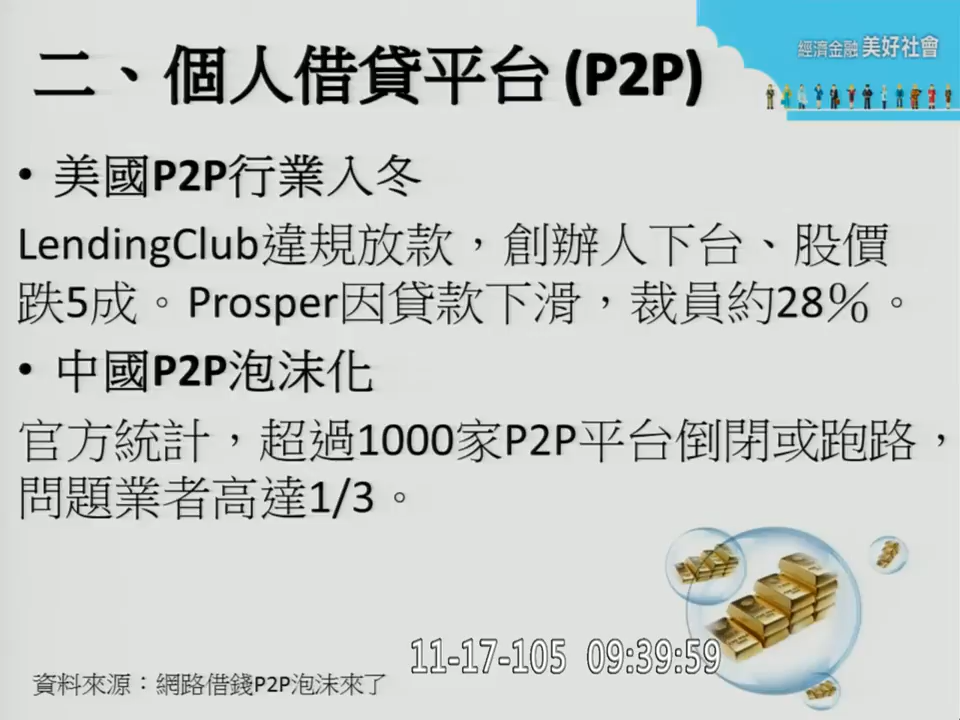 經濟金融 美好社會
二、個人借貸平台 (P2P)
• 美國P2P行業入冬
LendingClub違規放款，創辦人下台、股價
跌5成。Prosper因貸款下滑，裁員約28％。
• 中國P2P泡沫化
官方統計，超過1000家P2P平台倒閉或跑路，
問題業者高達1/3。
11-17-105 09:39:59
資料來源：網路借錢P2P泡沫來了